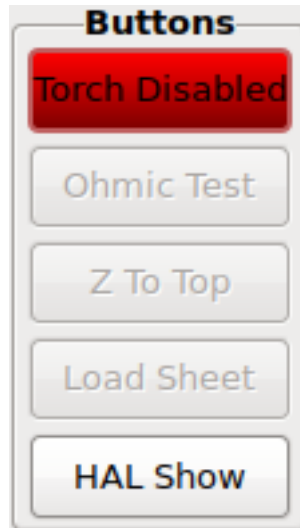 Buttons
Torch Disabled
Ohmic Test
Z To Top
Load Sheet
HAL Show